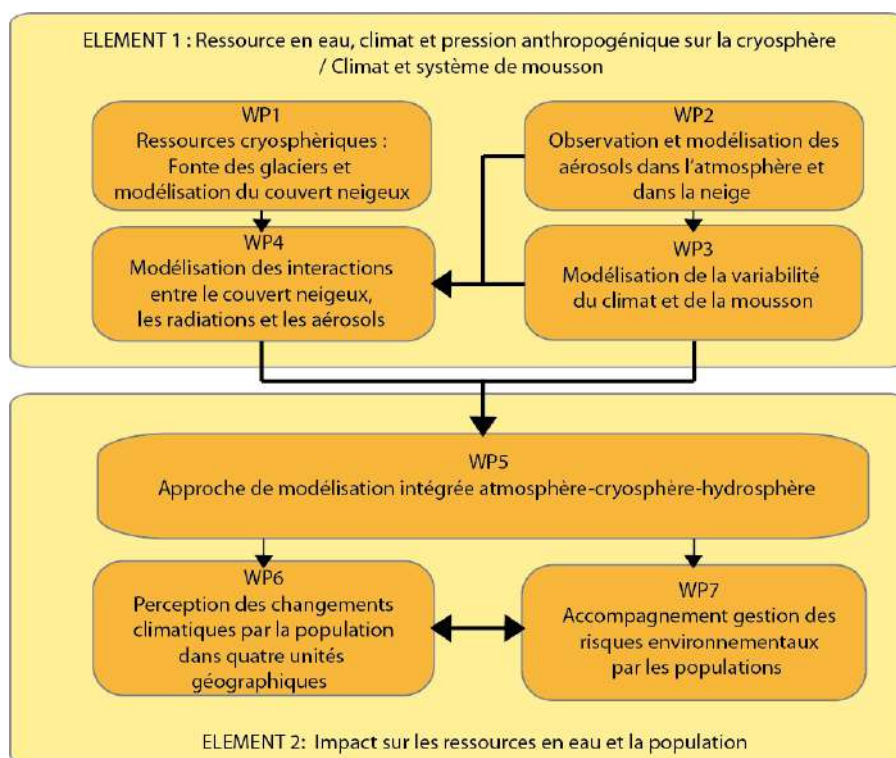 ELEMENT 1 : Ressource en eau, climat et pression anthropogénique sur la cryosphère
/ Climat et système de mousson
WP1
Ressources cryosphèriques :
Fonte des glaciers et
modélisation du couvert neigeux
WP2
Observation et modélisation des
aérosols dans l'atmosphère et
dans la neige
WP4
Modélisation des interactions
entre le couvert neigeux,
les radiations et les aérosols
WP3
Modélisation de la variabilité
du climat et de la mousson
WP5
Approche de modélisation intégrée atmosphère-cryosphère-hydrosphère
WP6
Perception des changements
climatiques par la population
dans quatre unités
géographiques
WP7
Accompagnement gestion des
risques environnementaux
par les populations
ELEMENT 2: Impact sur les ressources en eau et la population